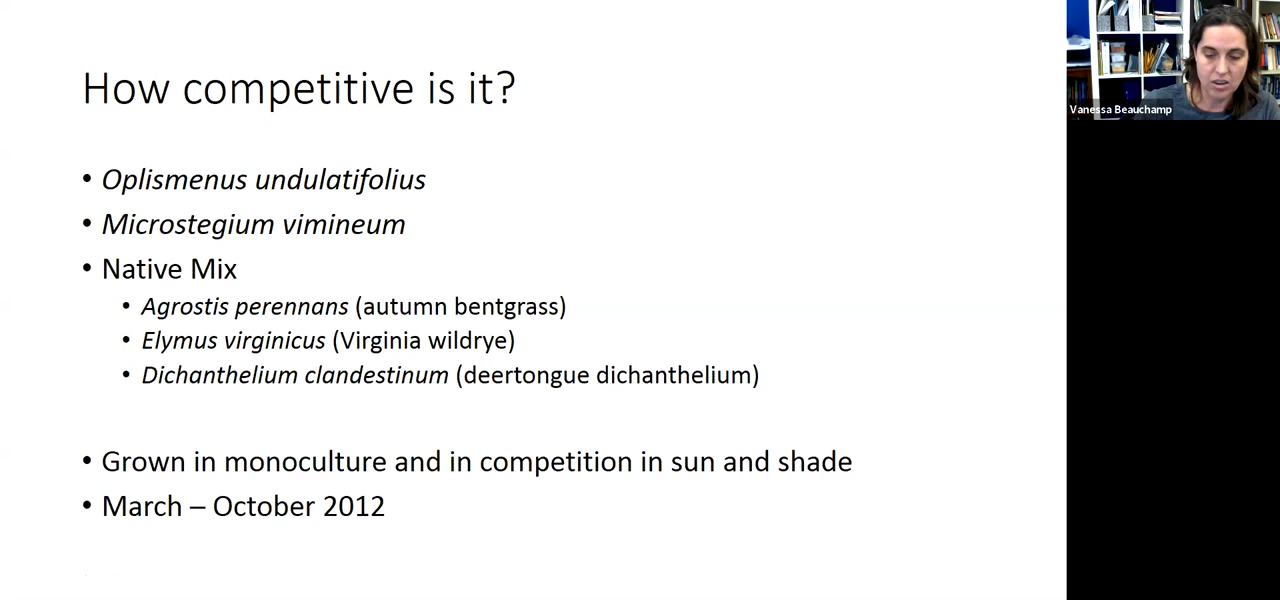 How competitive is it?
• Oplismenus undulatifolius
• Microstegium vimineum
• Native Mix
• Agrostis perennans (autumn bentgrass)
• Elymus virginicus (Virginia wildrye)
• Dichanthelium clandestinum (deertongue dichanthelium)
• Grown in monoculture and in competition in sun and shade
• March – October 2012
Vanessa Beauchamp